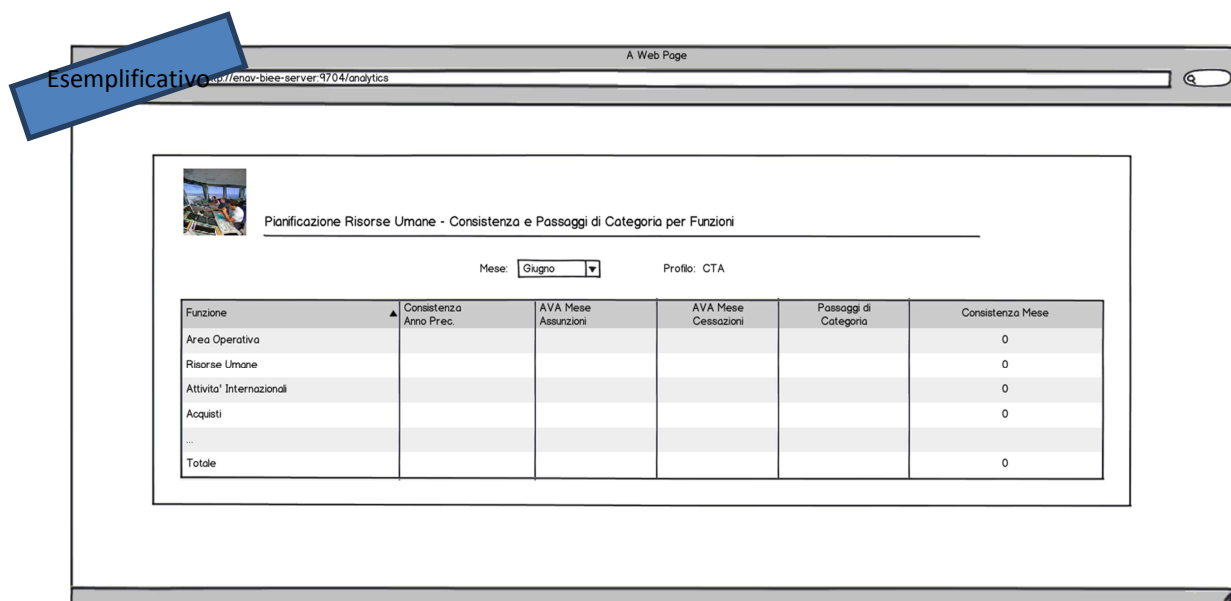 A Web Page
Esemplificativo
tp://enav-biee-server:9704/analytics
Pianificazione Risorse Umane - Consistenza e Passaggi di Categoria per Funzioni
Mese: Giugno Profilo: CTA
Funzione Consistenza Anno Prec. AVA Mese Assunzioni AVA Mese Cessazioni Passaggi di Categoria Consistenza Mese
Area Operativa 0
Risorse Umane 0
Attivita' Internazionali 0
Acquisti 0
...
Totale 0